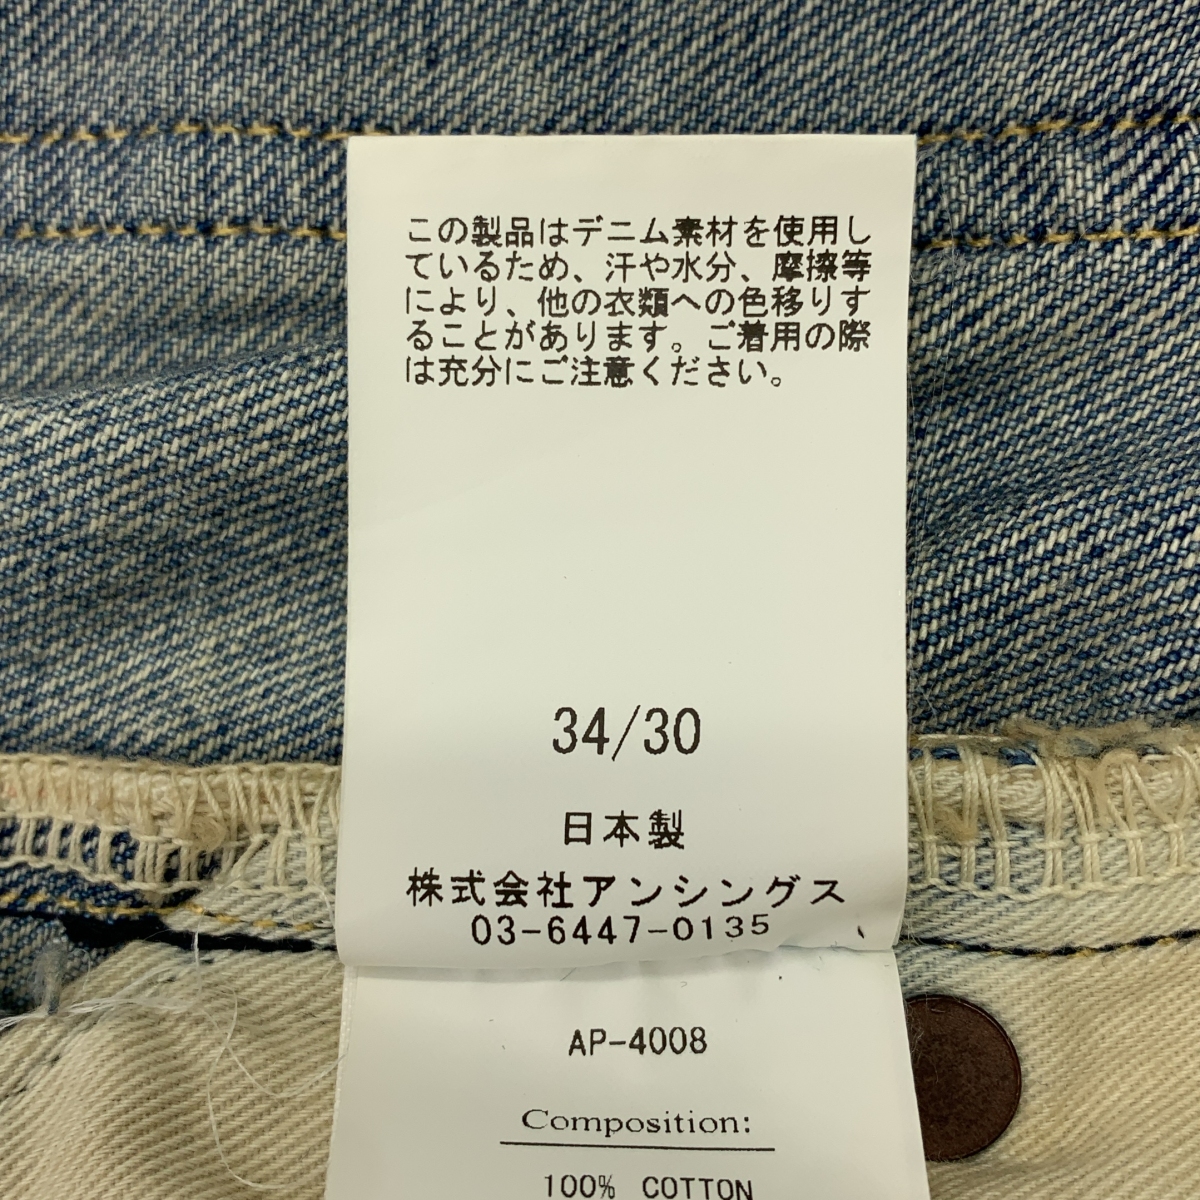 この製品はデニム素材を使用し
ているため、汗や水分、摩擦等
により、他の衣類への色移りす
ることがあります。ご着用の際
は充分にご注意ください。
34/30
日本製
株式会社アンシングス
03-6447-0135
AP-4008
Composition:
100% COTTON